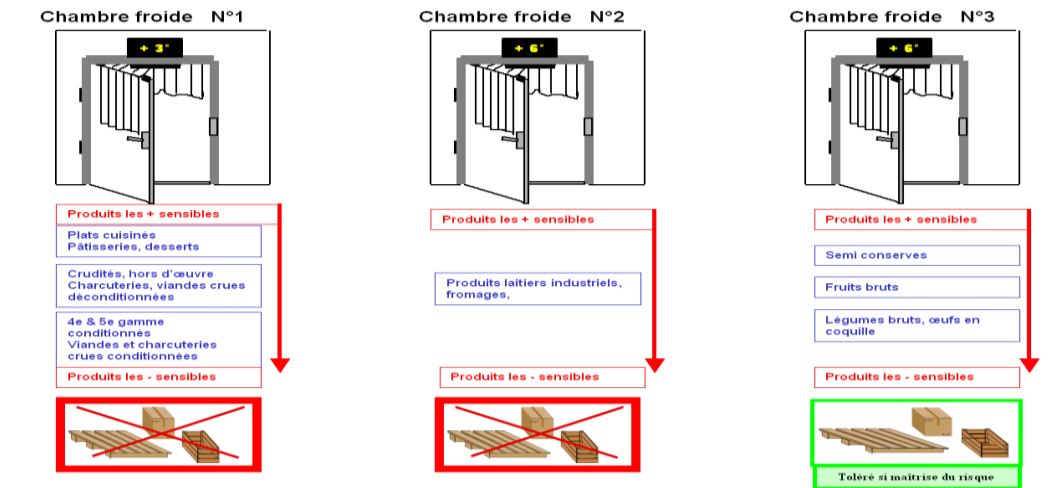 Chambre froide N°1
+ 3°
Produits les + sensibles
Plats cuisinés
Pâtisseries, desserts
Crudités, hors d'œuvre
Charcuteries, viandes crues
déconditionnées
4e & 5e gamme
conditionnés
Viandes et charcuteries
crues conditionnées
Produits les - sensibles
Chambre froide N°2
+ 6°
Produits les + sensibles
Produits laitiers industriels,
fromages,
Produits les - sensibles
Chambre froide N°3
+ 6°
Produits les + sensibles
Semi conserves
Fruits bruts
Légumes bruts, œufs en
coquille
Produits les - sensibles
Toléré si maîtrise du risque